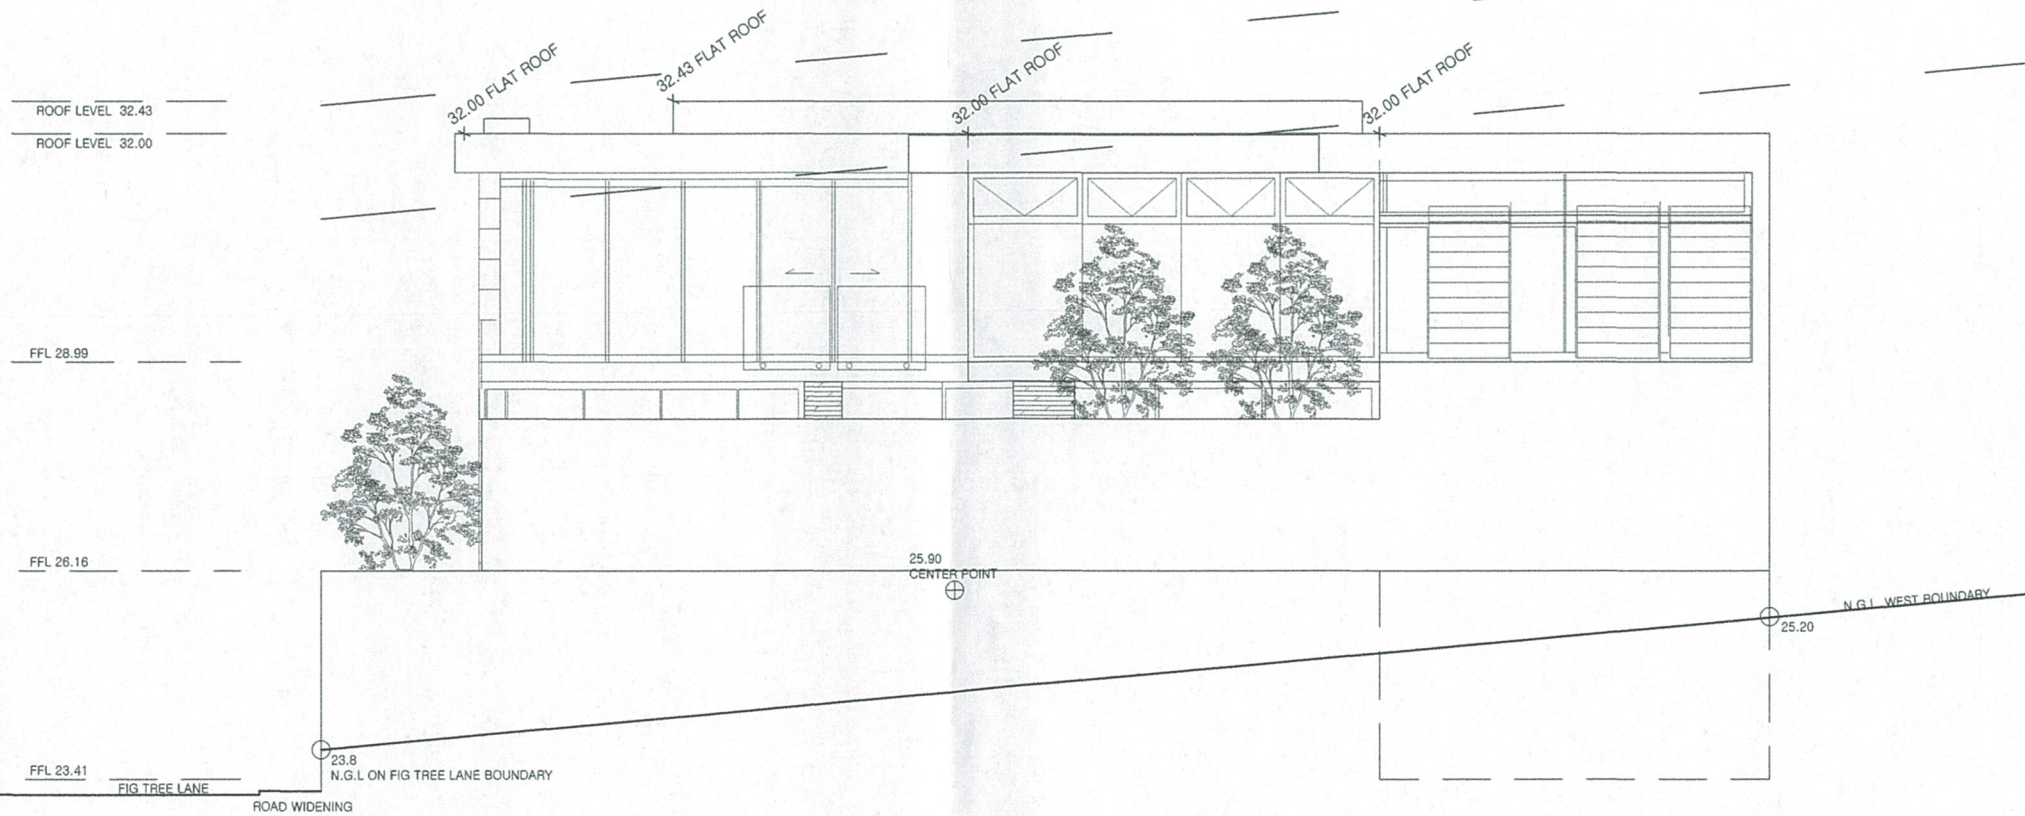 32.00 FLAT ROOF
32.43 FLAT ROOF
32.00 FLAT ROOF
32.00 FLAT ROOF
ROOF LEVEL 32.43
ROOF LEVEL 32.00
FFL 28.99
FFL 26.16
25.90
CENTER POINT
N.G.L. WEST BOUNDARY
25.20
23.8
N.G.L ON FIG TREE LANE BOUNDARY
FFL 23.41
FIG TREE LANE
ROAD WIDENING